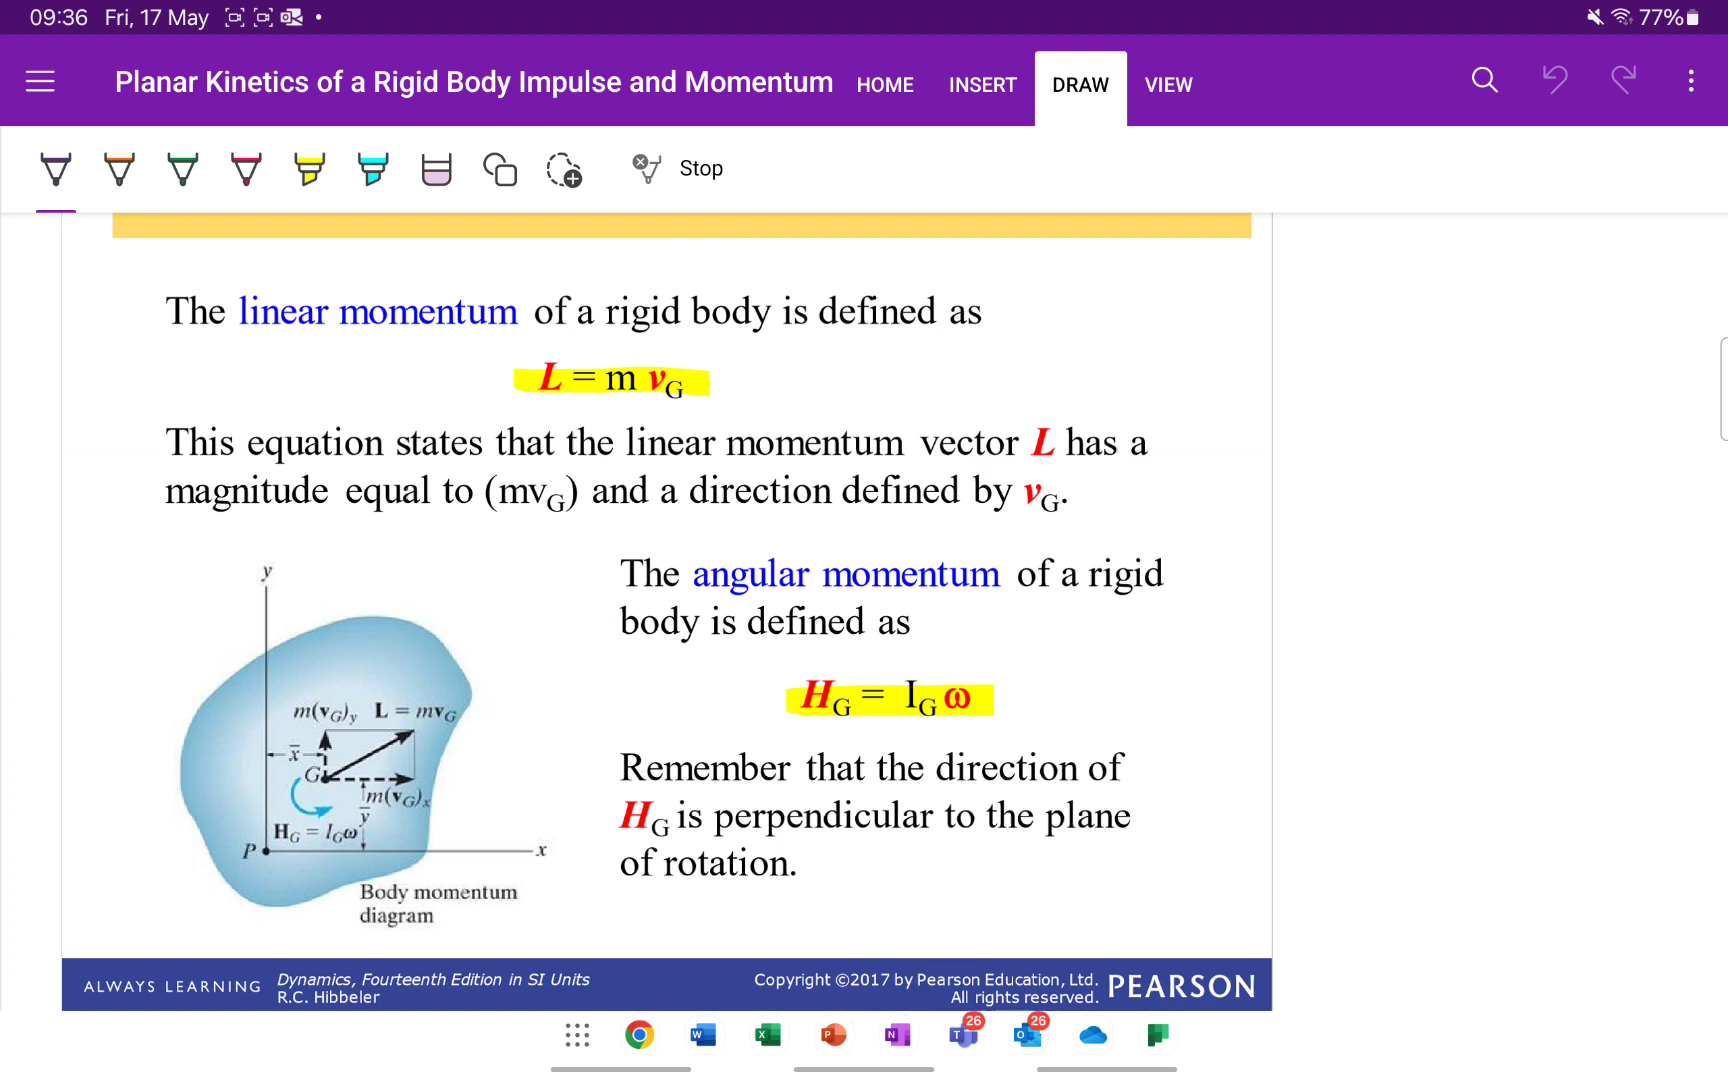 09:36 Fri, 17 May
77%
Planar Kinetics of a Rigid Body Impulse and Momentum HOME INSERT DRAW VIEW
Stop
The linear momentum of a rigid body is defined as
L = m vG
This equation states that the linear momentum vector L has a
magnitude equal to (mvG) and a direction defined by vG.
The angular momentum of a rigid
body is defined as
HG = IG ω
Remember that the direction of
HG is perpendicular to the plane
of rotation.
y
m(vG)y L = mvG
x̅
G
m(vG)x
y̅
HG = IGω
P
x
Body momentum
diagram
ALWAYS LEARNING
Dynamics, Fourteenth Edition in SI Units
R.C. Hibbeler
Copyright ©2017 by Pearson Education, Ltd.
All rights reserved.
PEARSON
26
26
W
X
P
N
T
O